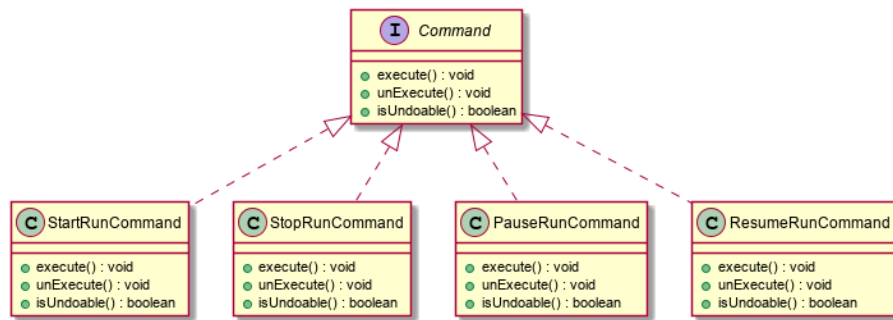 I Command
execute() : void
unExecute() : void
isUndoable() : boolean
C StartRunCommand
execute() : void
unExecute() : void
isUndoable() : boolean
C StopRunCommand
execute() : void
unExecute() : void
isUndoable() : boolean
C PauseRunCommand
execute() : void
unExecute() : void
isUndoable() : boolean
C ResumeRunCommand
execute() : void
unExecute() : void
isUndoable() : boolean